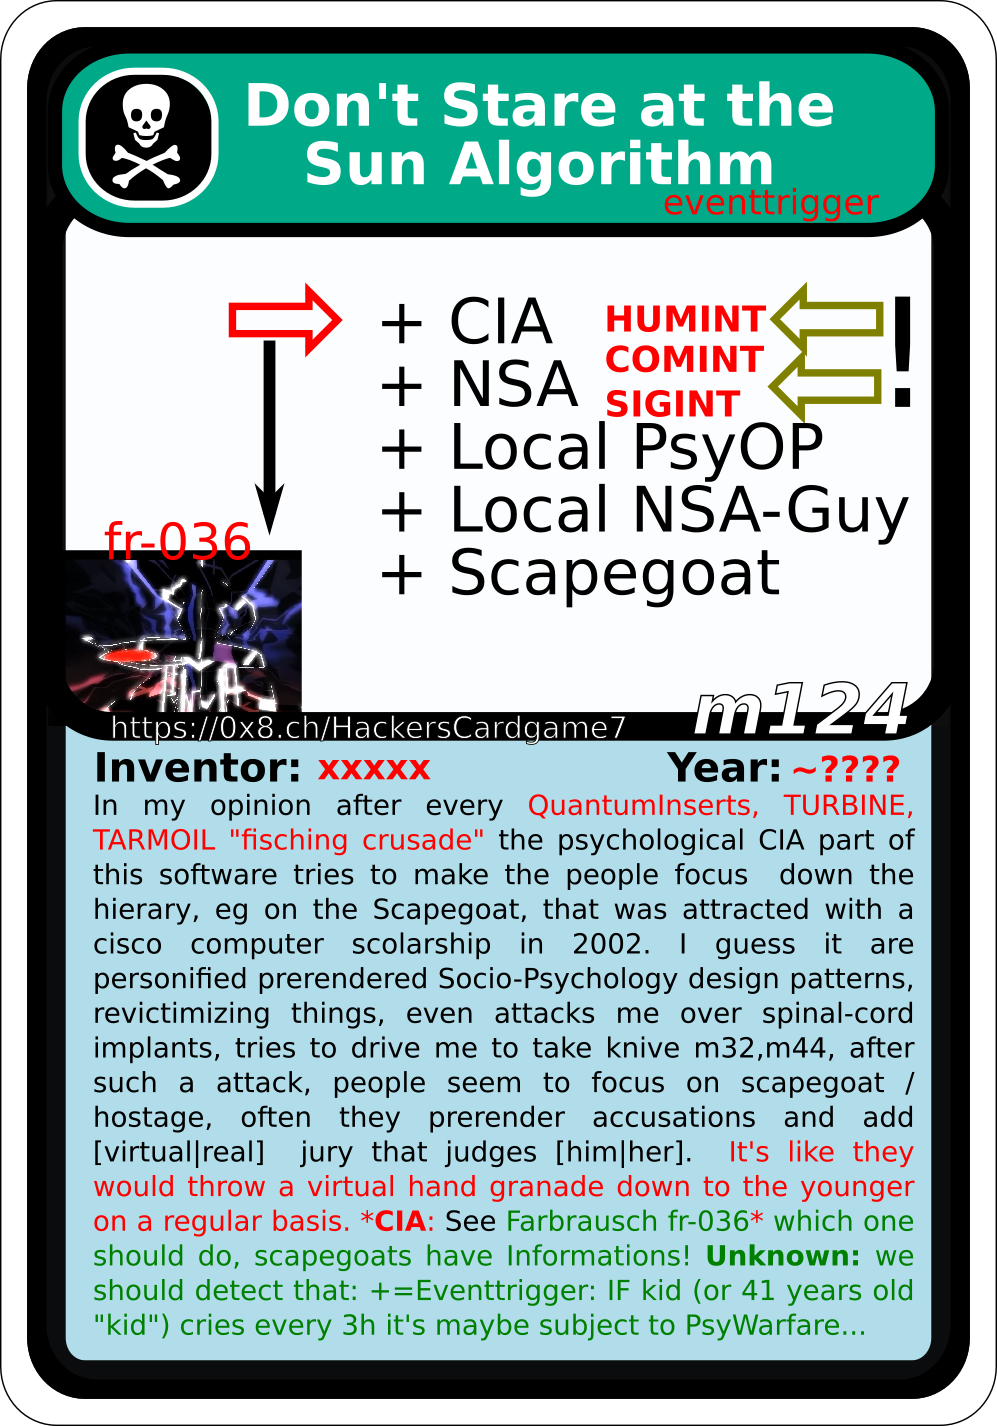 Don't Stare at the
Sun Algorithm
eventtrigger
+ CIA HUMINT !
COMINT
+ NSA
SIGINT
+ Local PsyOP
+ Local NSA-Guy
fr-036
+ Scapegoat
m124
https://0x8.ch/HackersCardgame7
Inventor: xxxxx Year: ~????
In my opinion after every QuantumInserts, TURBINE,
TARMOIL "fisching crusade" the psychological CIA part of
this software tries to make the people focus down the
hierary, eg on the Scapegoat, that was attracted with a
cisco computer scolarship in 2002. I guess it are
personified prerendered Socio-Psychology design patterns,
revictimizing things, even attacks me over spinal-cord
implants, tries to drive me to take knive m32,m44, after
such a attack, people seem to focus on scapegoat /
hostage, often they prerender accusations and add
[virtual|real] jury that judges [him|her]. It's like they
would throw a virtual hand granade down to the younger
on a regular basis. *CIA: See Farbrausch fr-036* which one
should do, scapegoats have Informations! Unknown: we
should detect that: +=Eventtrigger: IF kid (or 41 years old
"kid") cries every 3h it's maybe subject to PsyWarfare...